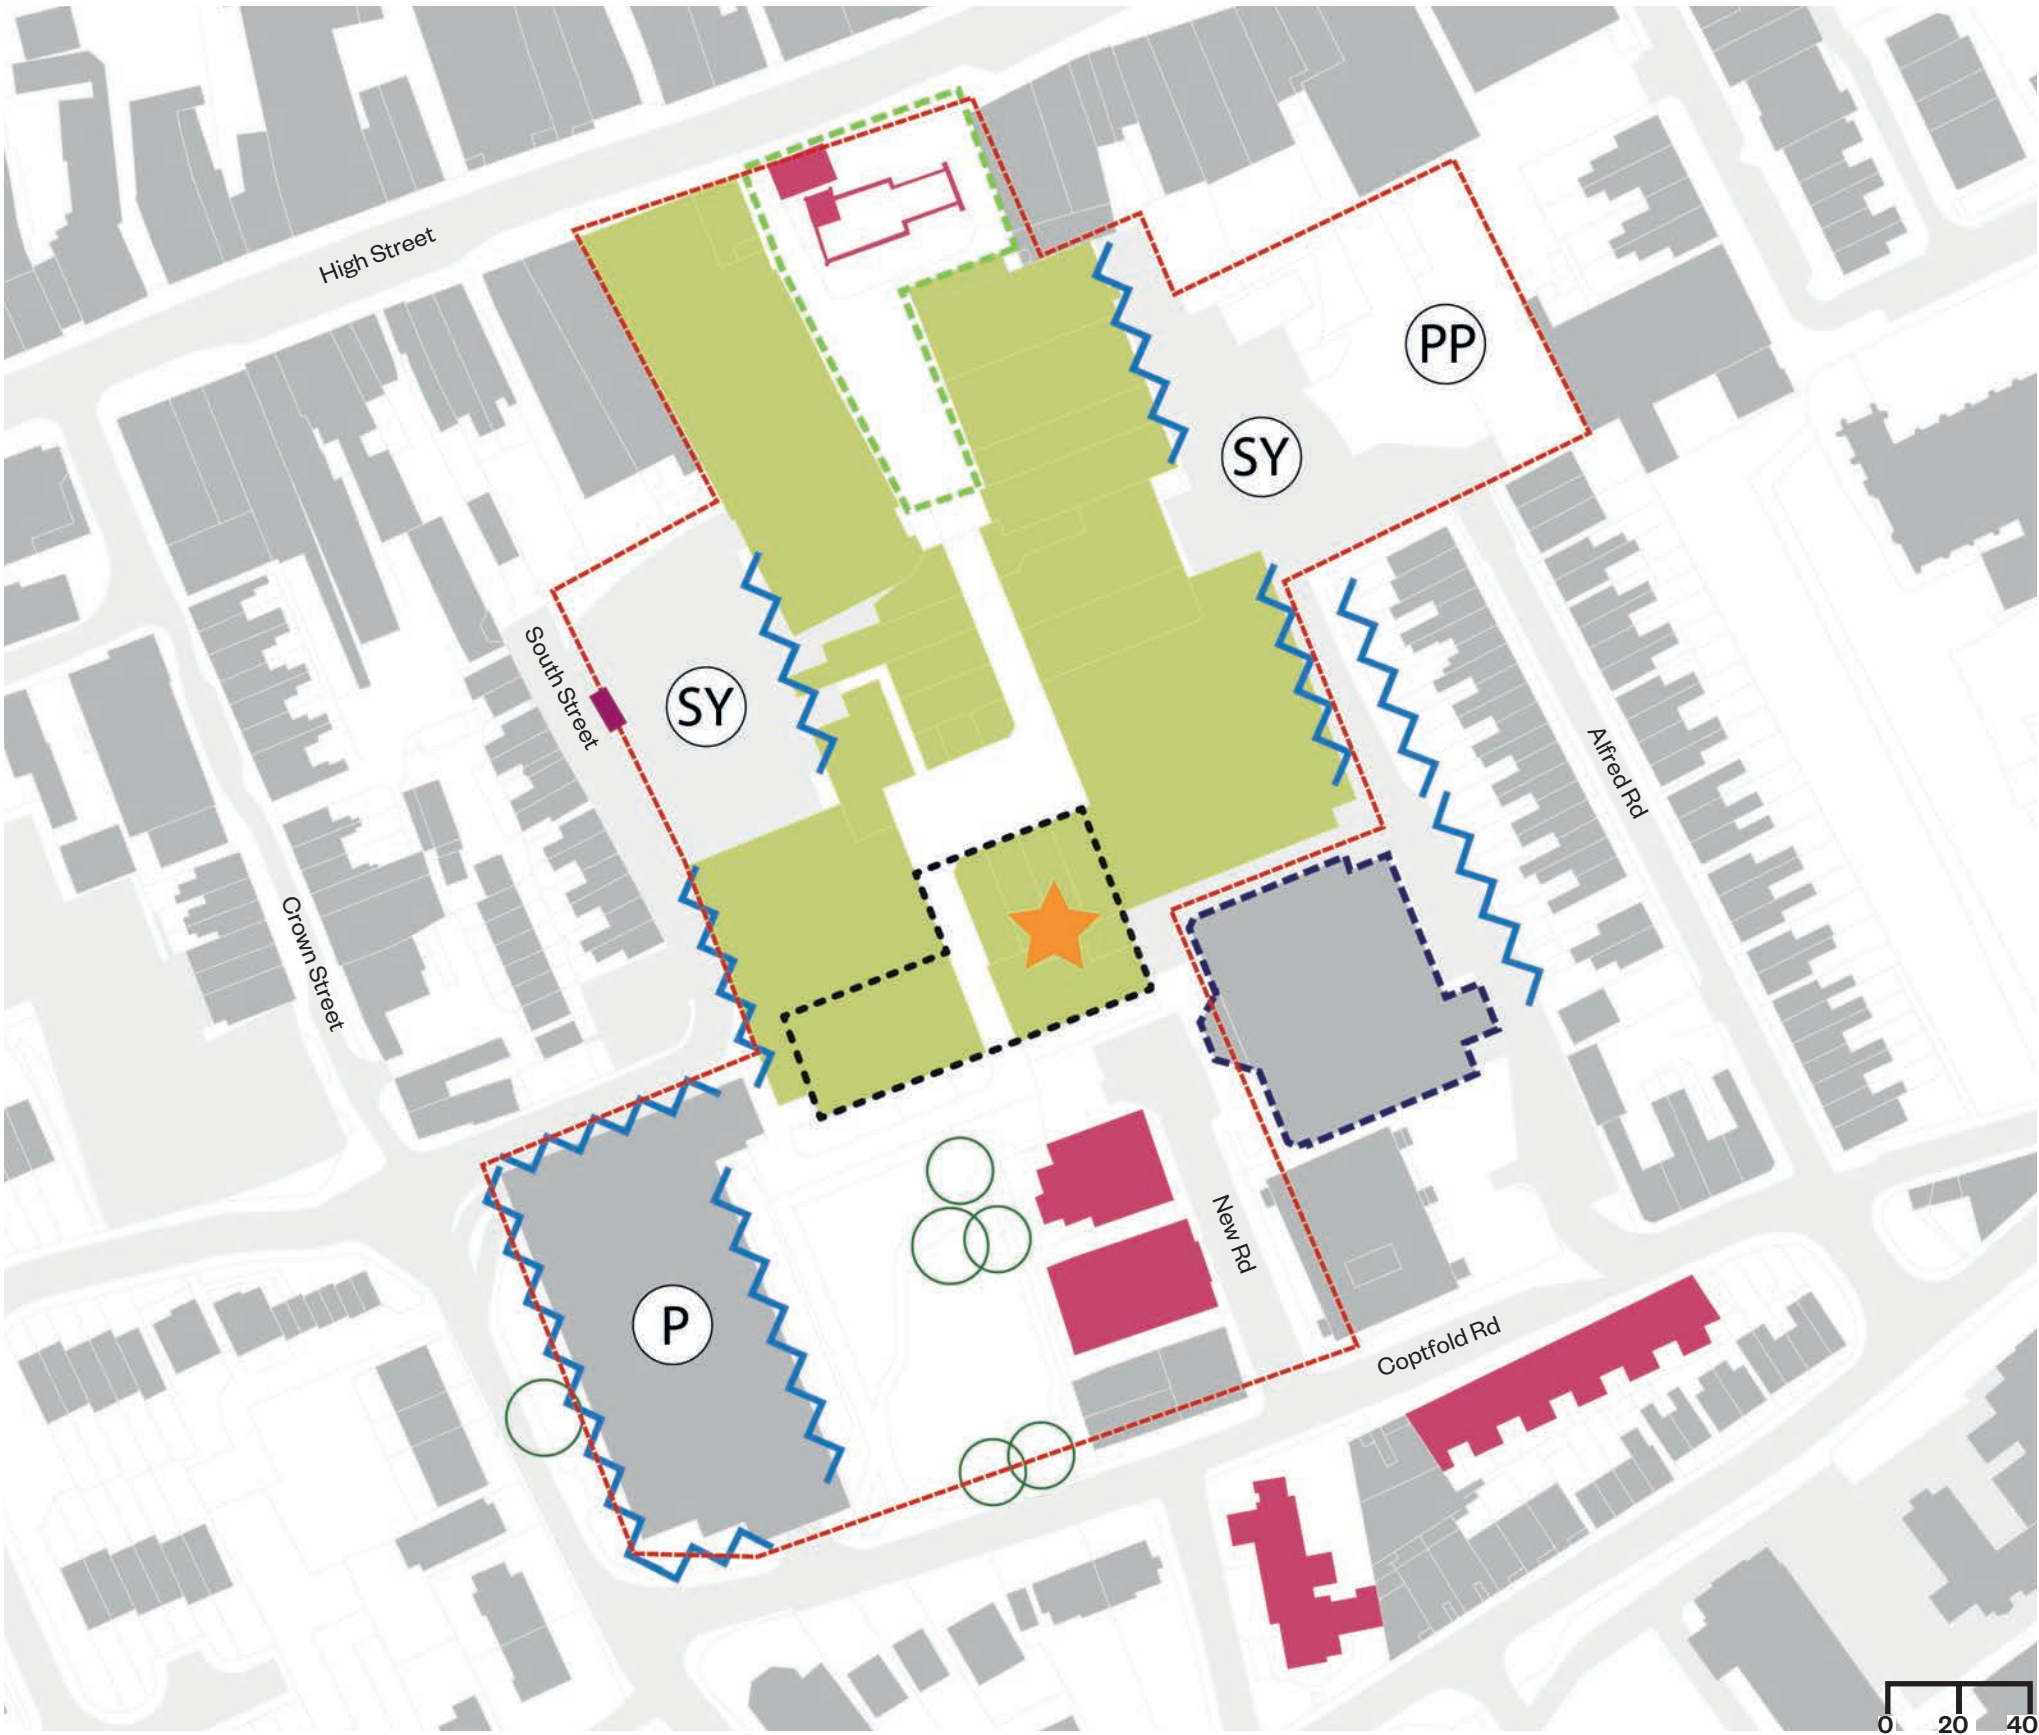 High Street
PP
SY
South Street
SY
Alfred Rd
Crown Street
New Rd
P
Coptfold Rd
0 20 40